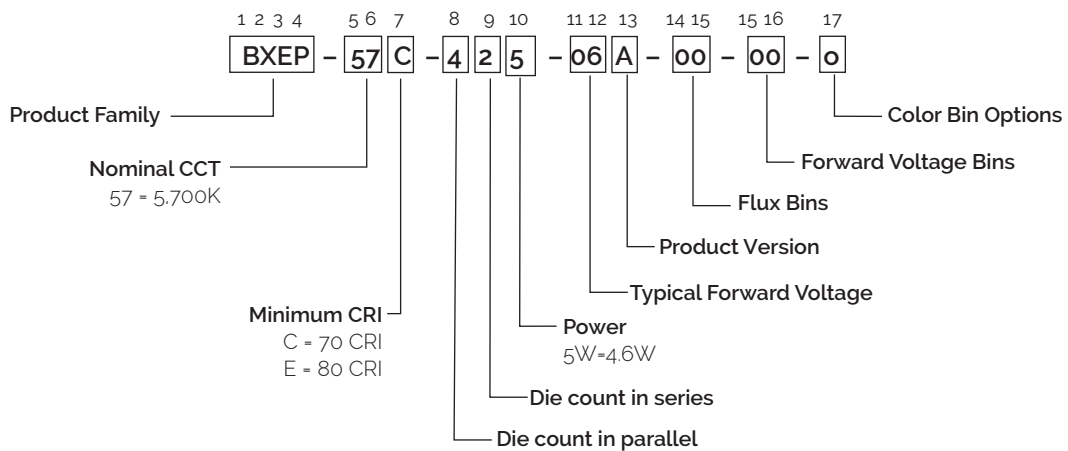 1 2 3 4 5 6 7 8 9 10 11 12 13 14 15 15 16 17
BXEP – 57 C – 4 2 5 – 06 A – 00 – 00 – 0
Product Family
Color Bin Options
Nominal CCT
57 = 5,700K
Forward Voltage Bins
Flux Bins
Product Version
Typical Forward Voltage
Minimum CRI
C = 70 CRI
E = 80 CRI
Power
5W=4.6W
Die count in series
Die count in parallel